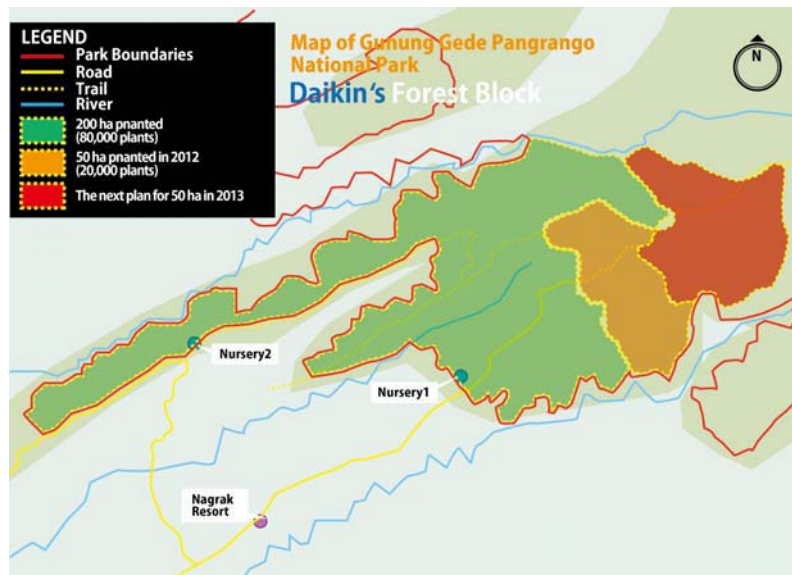 LEGEND
Park Boundaries
Road
Trail
River
200 ha pnanted
(80,000 plants)
50 ha pnanted in 2012
(20,000 plants)
The next plan for 50 ha in 2013
Map of Gunung Gede Pangrango
National Park
Daikin's Forest Block
N
Nursery2
Nursery1
Nagrak
Resort